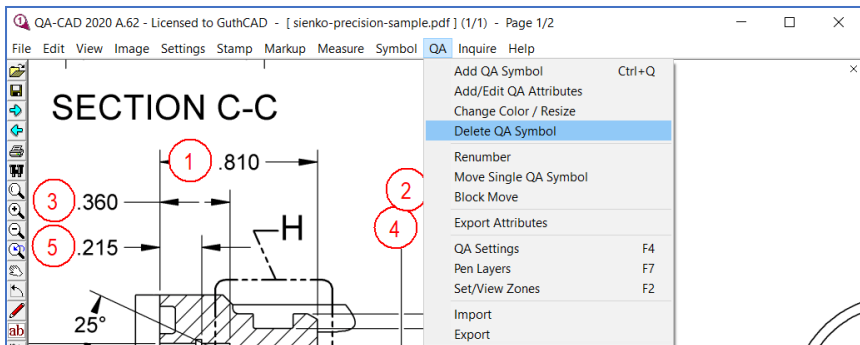 1 QA-CAD 2020 A.62 - Licensed to GuthCAD - [ sienko-precision-sample.pdf ] (1/1) - Page 1/2
File Edit View Image Settings Stamp Markup Measure Symbol QA Inquire Help
Add QA Symbol Ctrl+Q
Add/Edit QA Attributes
Change Color / Resize
Delete QA Symbol
Renumber
Move Single QA Symbol
Block Move
Export Attributes
QA Settings F4
Pen Layers F7
Set/View Zones F2
Import
Export
SECTION C-C
1 .810
2
3 .360
4
H
5 .215
25°
ab